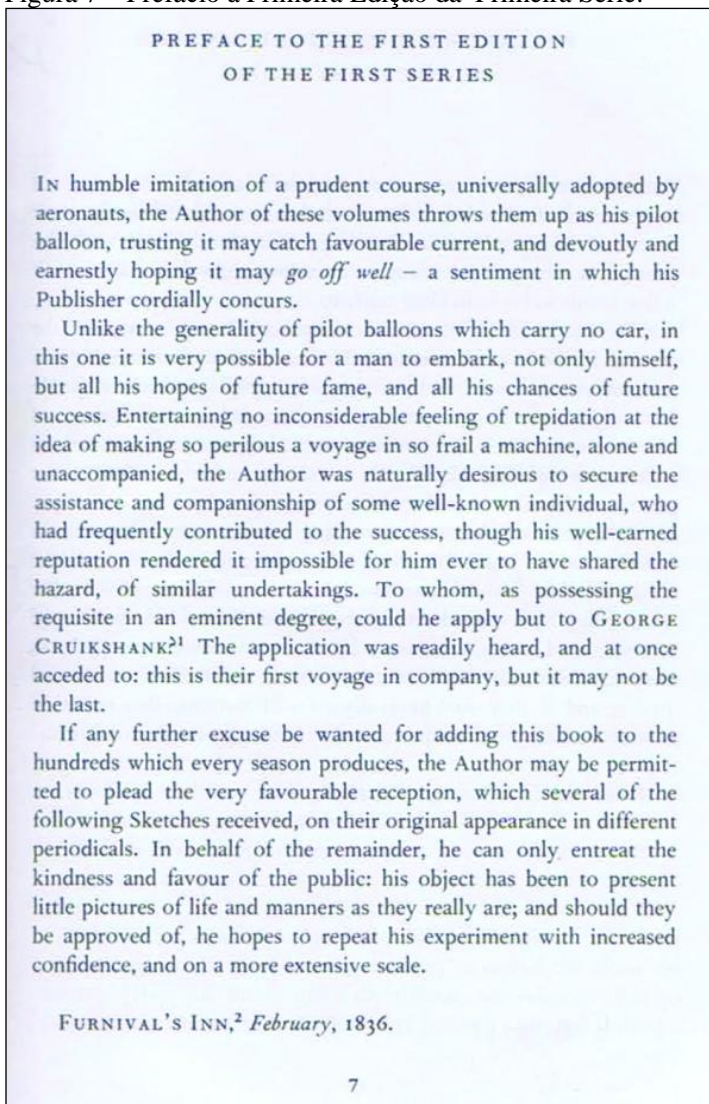 Figura 7 – Prefácio à Primeira Edição da Primeira Série.
PREFACE TO THE FIRST EDITION
OF THE FIRST SERIES
IN humble imitation of a prudent course, universally adopted by
aeronauts, the Author of these volumes throws them up as his pilot
balloon, trusting it may catch favourable current, and devoutly and
earnestly hoping it may go off well – a sentiment in which his
Publisher cordially concurs.
Unlike the generality of pilot balloons which carry no car, in
this one it is very possible for a man to embark, not only himself,
but all his hopes of future fame, and all his chances of future
success. Entertaining no inconsiderable feeling of trepidation at the
idea of making so perilous a voyage in so frail a machine, alone and
unaccompanied, the Author was naturally desirous to secure the
assistance and companionship of some well-known individual, who
had frequently contributed to the success, though his well-earned
reputation rendered it impossible for him ever to have shared the
hazard, of similar undertakings. To whom, as possessing the
requisite in an eminent degree, could he apply but to GEORGE
CRUIKSHANK?¹ The application was readily heard, and at once
acceded to: this is their first voyage in company, but it may not be
the last.
If any further excuse be wanted for adding this book to the
hundreds which every season produces, the Author may be permit-
ted to plead the very favourable reception, which several of the
following Sketches received, on their original appearance in different
periodicals. In behalf of the remainder, he can only entreat the
kindness and favour of the public: his object has been to present
little pictures of life and manners as they really are; and should they
be approved of, he hopes to repeat his experiment with increased
confidence, and on a more extensive scale.
FURNIVAL'S INN,² February, 1836.
7